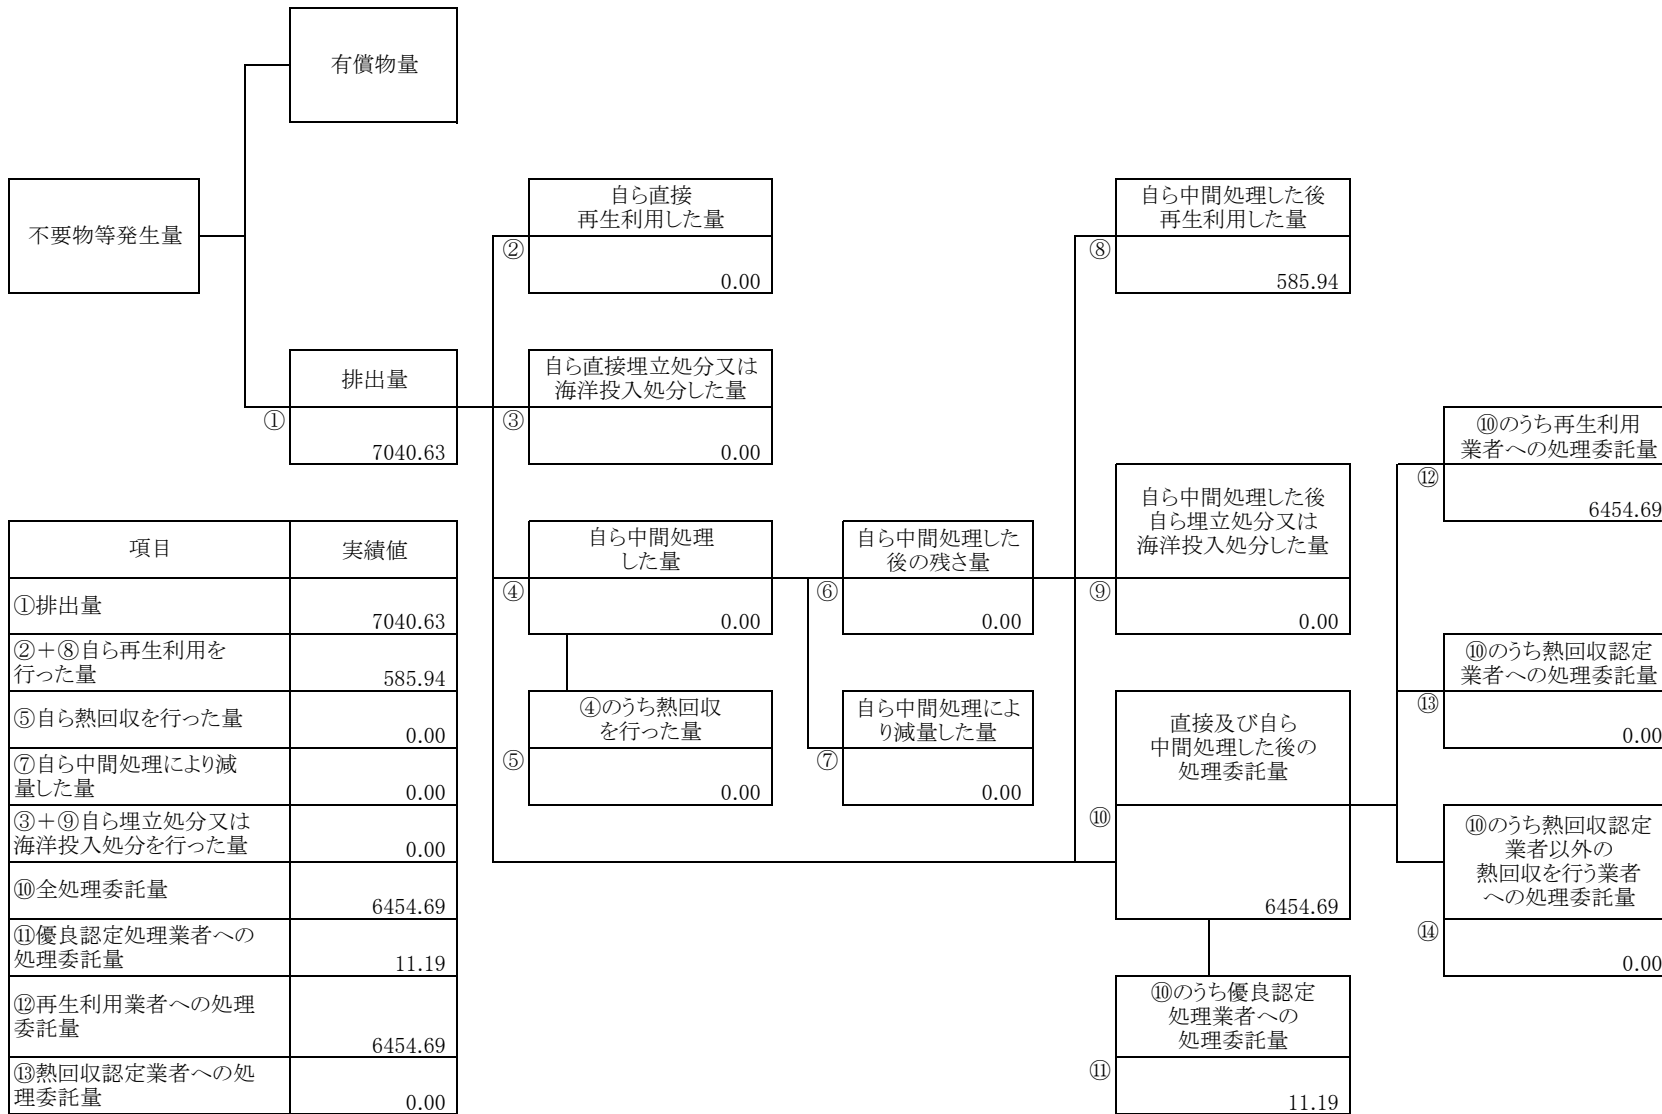 有償物量
不要物等発生量
自ら直接
再生利用した量
②
0.00
自ら中間処理した後
再生利用した量
⑧
585.94
排出量
①
7040.63
自ら直接埋立処分又は
海洋投入処分した量
③
0.00
⑩のうち再生利用
業者への処理委託量
⑫
6454.69
自ら中間処理
した量
④
0.00
自ら中間処理した
後の残さ量
⑥
0.00
自ら中間処理した後
自ら埋立処分又は
海洋投入処分した量
⑨
0.00
⑩のうち熱回収認定
業者への処理委託量
⑬
0.00
④のうち熱回収
を行った量
⑤
0.00
自ら中間処理によ
り減量した量
⑦
0.00
直接及び自ら
中間処理した後の
処理委託量
⑩
6454.69
⑩のうち熱回収認定
業者以外の
熱回収を行う業者
への処理委託量
⑭
0.00
⑩のうち優良認定
処理業者への
処理委託量
⑪
11.19
項目 実績値
①排出量
7040.63
②+⑧自ら再生利用を
行った量 585.94
⑤自ら熱回収を行った量
0.00
⑦自ら中間処理により減
量した量 0.00
③+⑨自ら埋立処分又は
海洋投入処分を行った量 0.00
⑩全処理委託量
6454.69
⑪優良認定処理業者への
処理委託量 11.19
⑫再生利用業者への処理
委託量 6454.69
⑬熱回収認定業者への処
理委託量 0.00